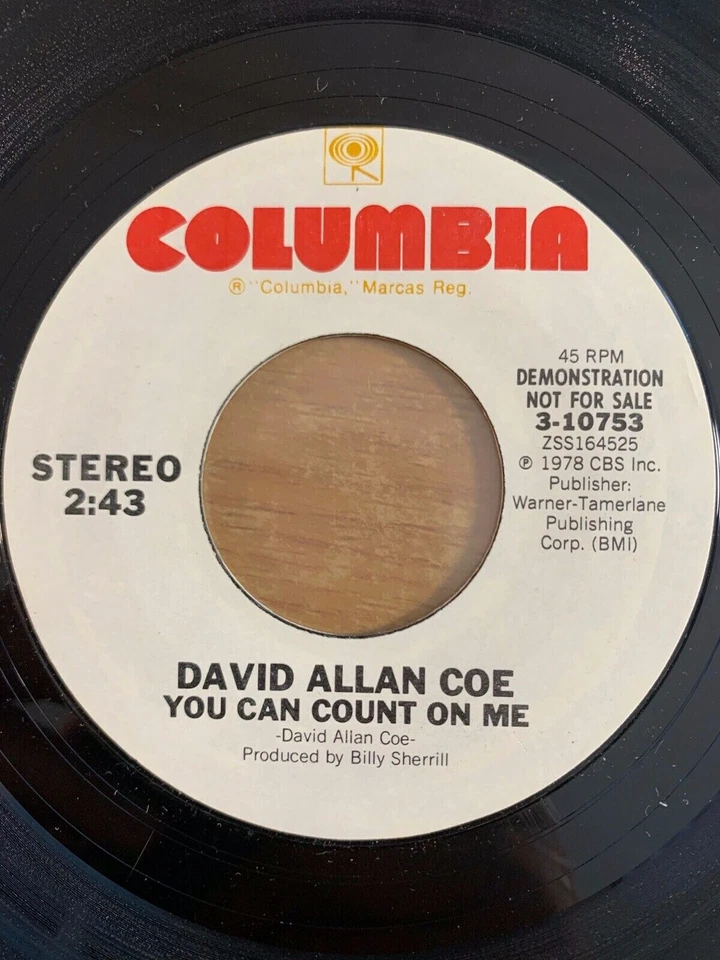 COLUMBIA
® "Columbia," Marcas Reg.
45 RPM
DEMONSTRATION
NOT FOR SALE
3-10753
ZSS164525
℗ 1978 CBS Inc.
Publisher:
Warner-Tamerlane
Publishing
Corp. (BMI)
STEREO
2:43
DAVID ALLAN COE
YOU CAN COUNT ON ME
-David Allan Coe-
Produced by Billy Sherrill